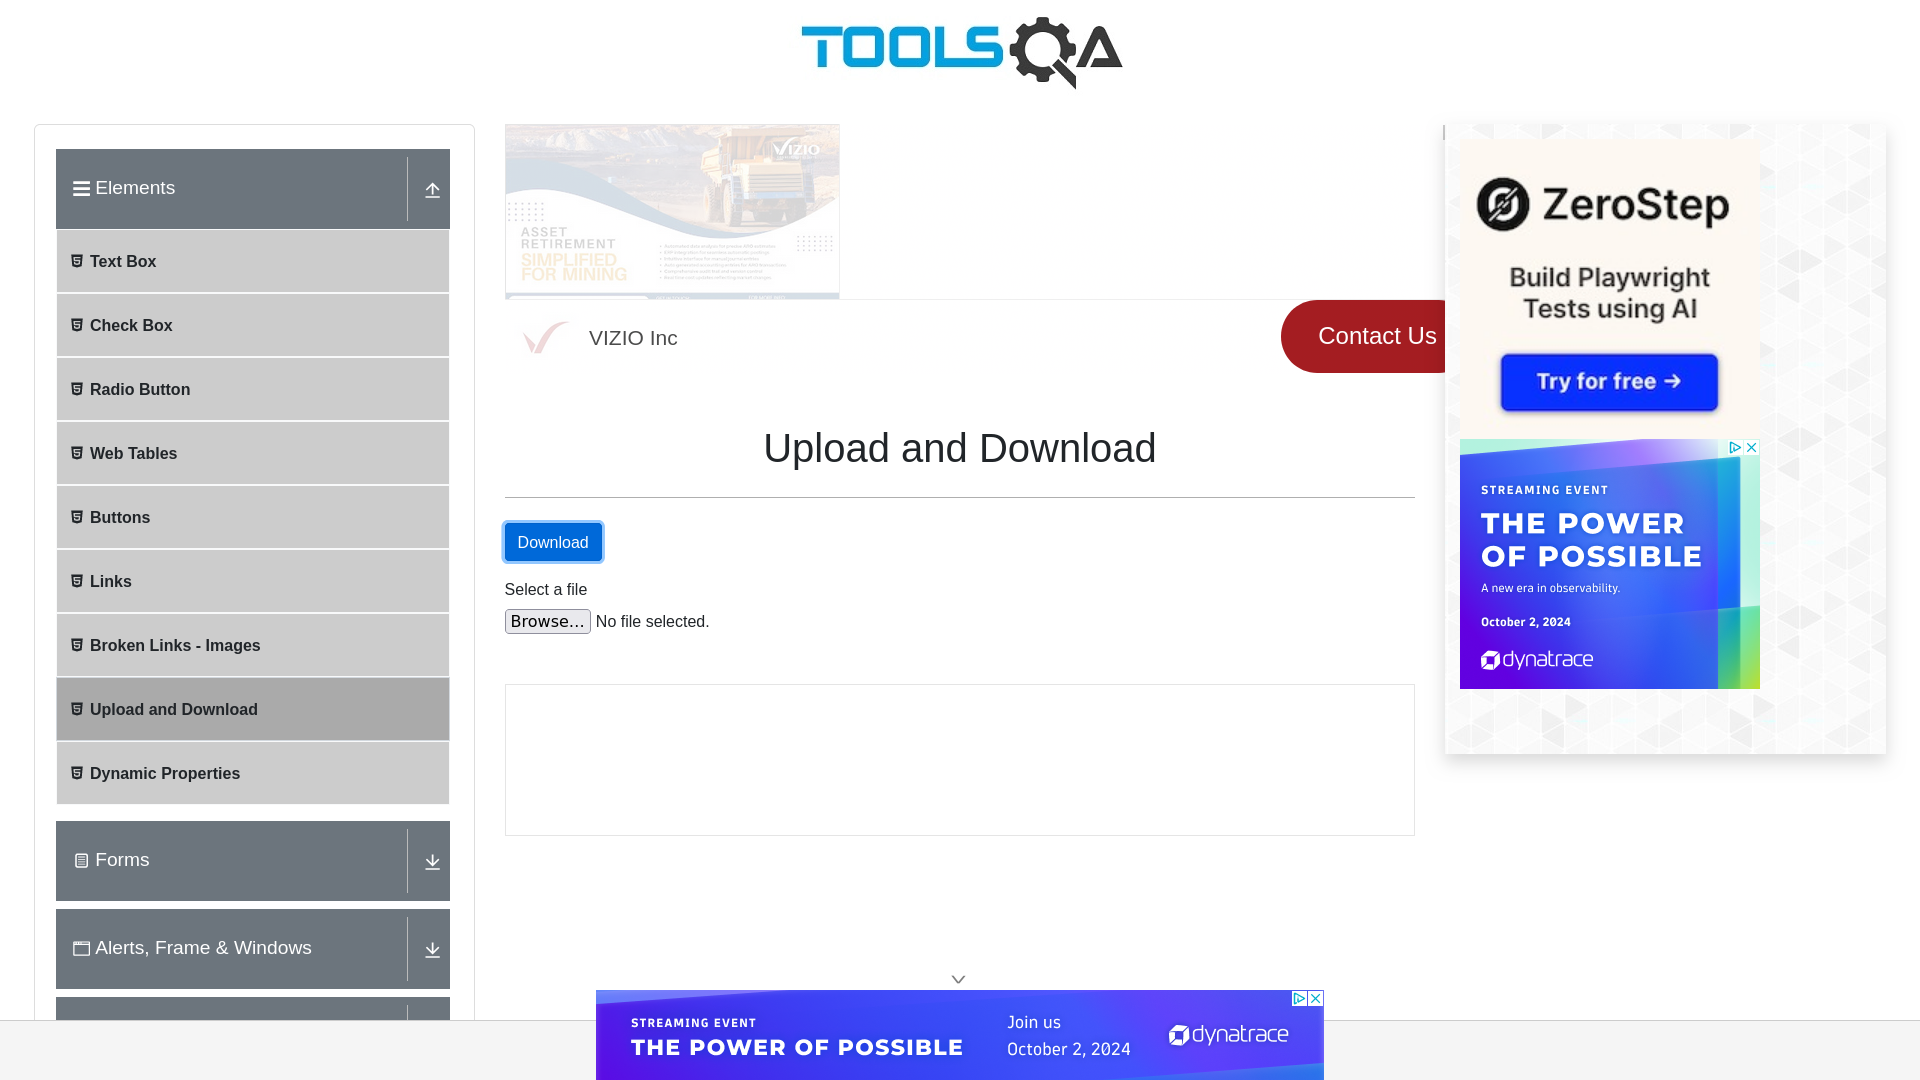 TOOLSQA
Elements
Text Box
Check Box
Radio Button
Web Tables
Buttons
Links
Broken Links - Images
Upload and Download
Dynamic Properties
Forms
Alerts, Frame & Windows
VIZIO
ASSET
RETIREMENT
SIMPLIFIED
FOR MINING
VIZIO Inc
Contact Us
Upload and Download
Download
Select a file
Browse... No file selected.
ZeroStep
Build Playwright
Tests using AI
Try for free →
STREAMING EVENT
THE POWER
OF POSSIBLE
A new era in observability.
October 2, 2024
dynatrace
STREAMING EVENT
THE POWER OF POSSIBLE
Join us
October 2, 2024
dynatrace